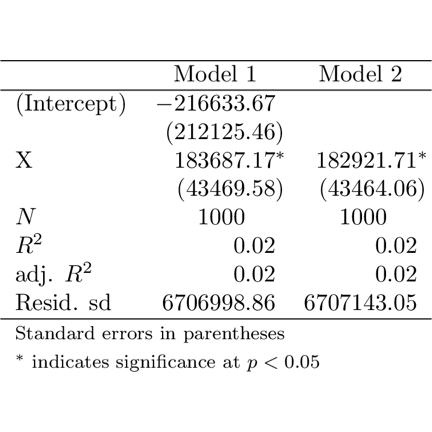 Model 1 Model 2
(Intercept) −216633.67
(212125.46)
X 183687.17* 182921.71*
(43469.58) (43464.06)
N 1000 1000
R² 0.02 0.02
adj. R² 0.02 0.02
Resid. sd 6706998.86 6707143.05
Standard errors in parentheses
* indicates significance at p < 0.05